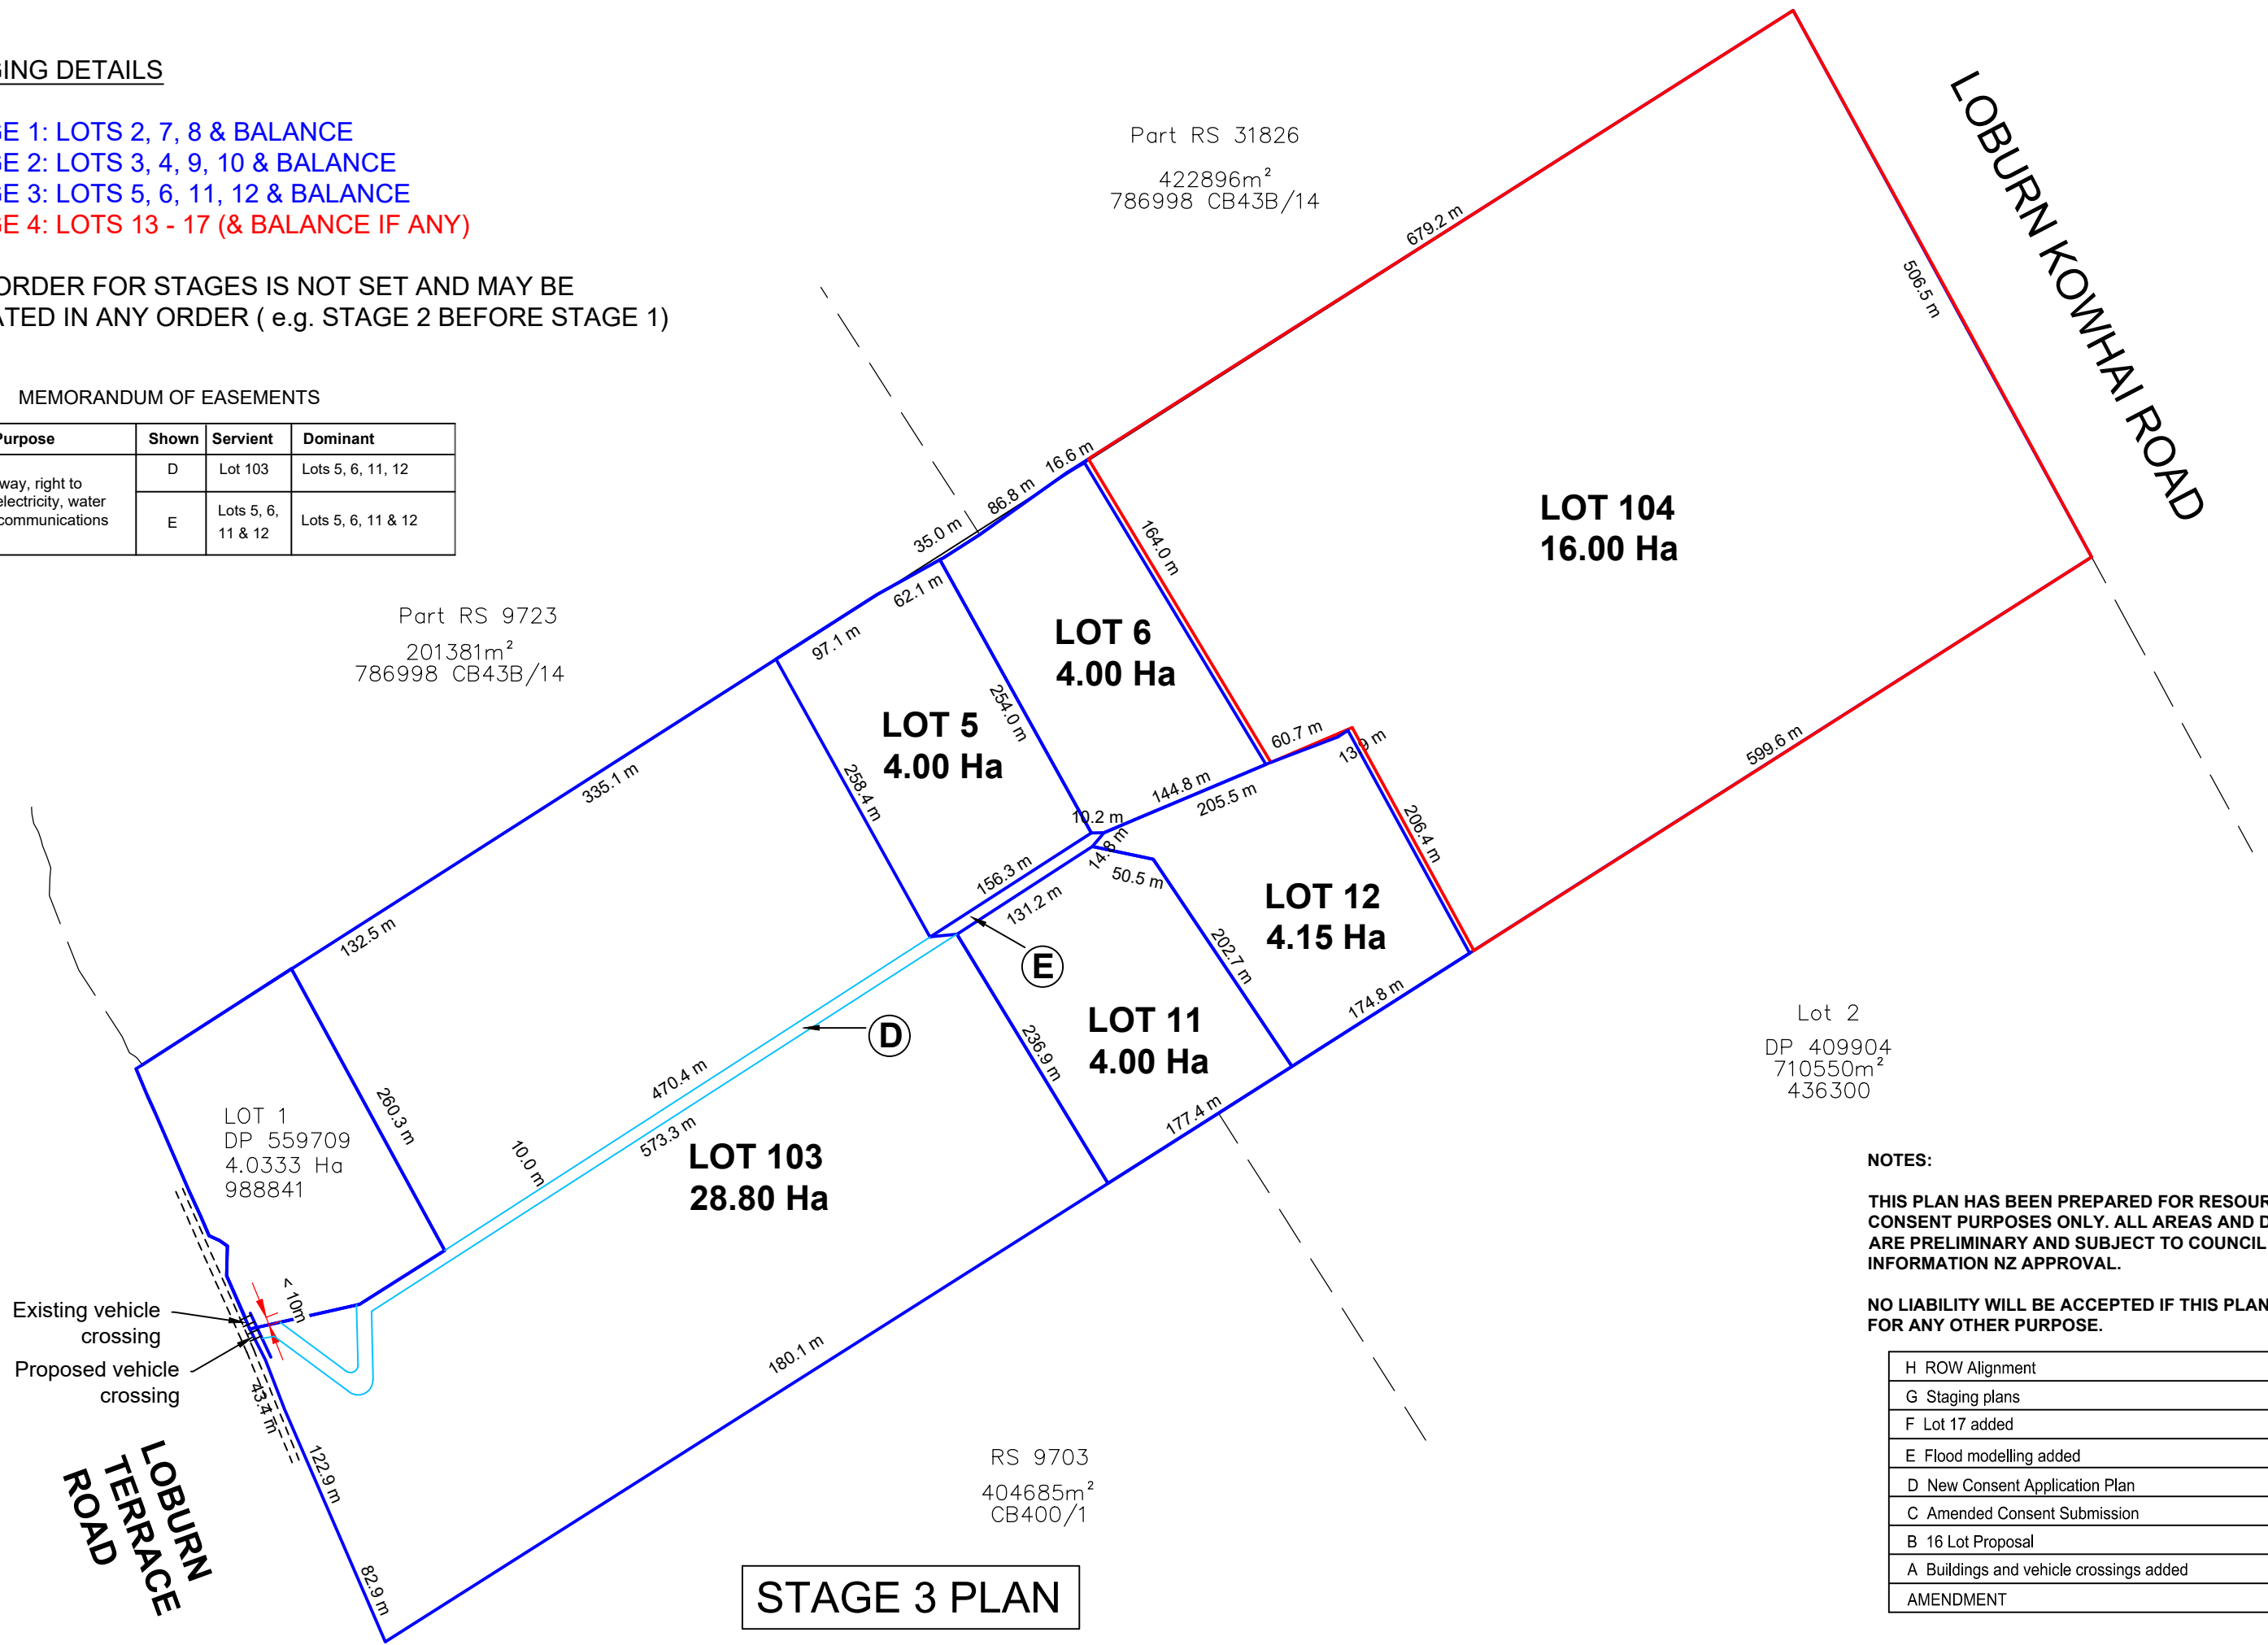 GING DETAILS
GE 1: LOTS 2, 7, 8 & BALANCE
GE 2: LOTS 3, 4, 9, 10 & BALANCE
GE 3: LOTS 5, 6, 11, 12 & BALANCE
GE 4: LOTS 13 - 17 (& BALANCE IF ANY)
ORDER FOR STAGES IS NOT SET AND MAY BE
ATED IN ANY ORDER ( e.g. STAGE 2 BEFORE STAGE 1)
MEMORANDUM OF EASEMENTS
Purpose Shown Servient Dominant
way, right to
electricity, water
communications
D Lot 103 Lots 5, 6, 11, 12
E Lots 5, 6,
11 & 12 Lots 5, 6, 11 & 12
Part RS 31826
422896m²
786998 CB43B/14
Part RS 9723
201381m²
786998 CB43B/14
LOBURN KOWHAI ROAD
679.2 m
506.5 m
599.6 m
16.6 m
86.8 m
35.0 m
62.1 m
97.1 m
335.1 m
132.5 m
164.0 m
254.0 m
258.4 m
60.7 m
13.9 m
144.8 m
205.5 m
10.2 m
14.8 m
50.5 m
156.3 m
131.2 m
206.4 m
202.7 m
174.8 m
236.9 m
177.4 m
470.4 m
573.3 m
10.0 m
260.3 m
180.1 m
< 10m
43.4 m
122.9 m
82.9 m
LOT 104
16.00 Ha
LOT 6
4.00 Ha
LOT 5
4.00 Ha
LOT 12
4.15 Ha
LOT 11
4.00 Ha
LOT 103
28.80 Ha
E
D
LOT 1
DP 559709
4.0333 Ha
988841
Existing vehicle
crossing
Proposed vehicle
crossing
LOBURN
TERRACE
ROAD
Lot 2
DP 409904
710550m²
436300
RS 9703
404685m²
CB400/1
STAGE 3 PLAN
NOTES:
THIS PLAN HAS BEEN PREPARED FOR RESOUR
CONSENT PURPOSES ONLY. ALL AREAS AND D
ARE PRELIMINARY AND SUBJECT TO COUNCIL
INFORMATION NZ APPROVAL.
NO LIABILITY WILL BE ACCEPTED IF THIS PLAN
FOR ANY OTHER PURPOSE.
H ROW Alignment
G Staging plans
F Lot 17 added
E Flood modelling added
D New Consent Application Plan
C Amended Consent Submission
B 16 Lot Proposal
A Buildings and vehicle crossings added
AMENDMENT